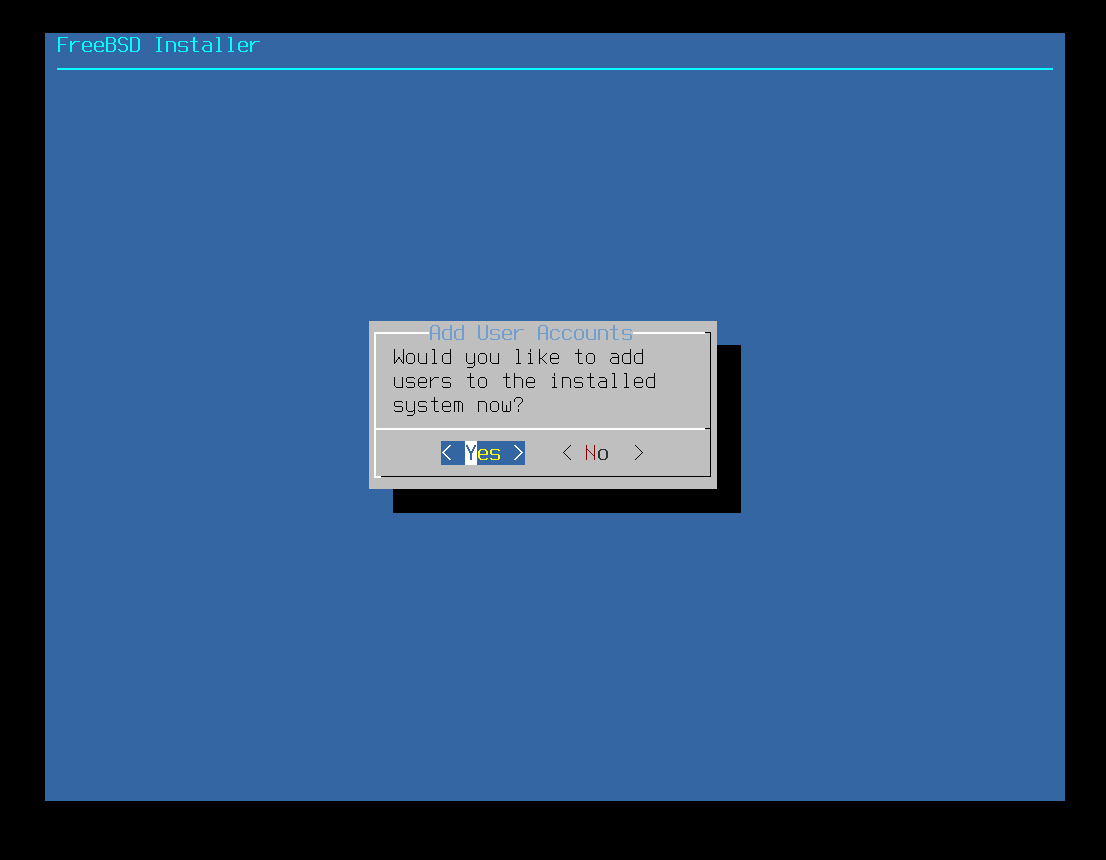 FreeBSD Installer
Add User Accounts
Would you like to add
users to the installed
system now?
< Yes > < No >